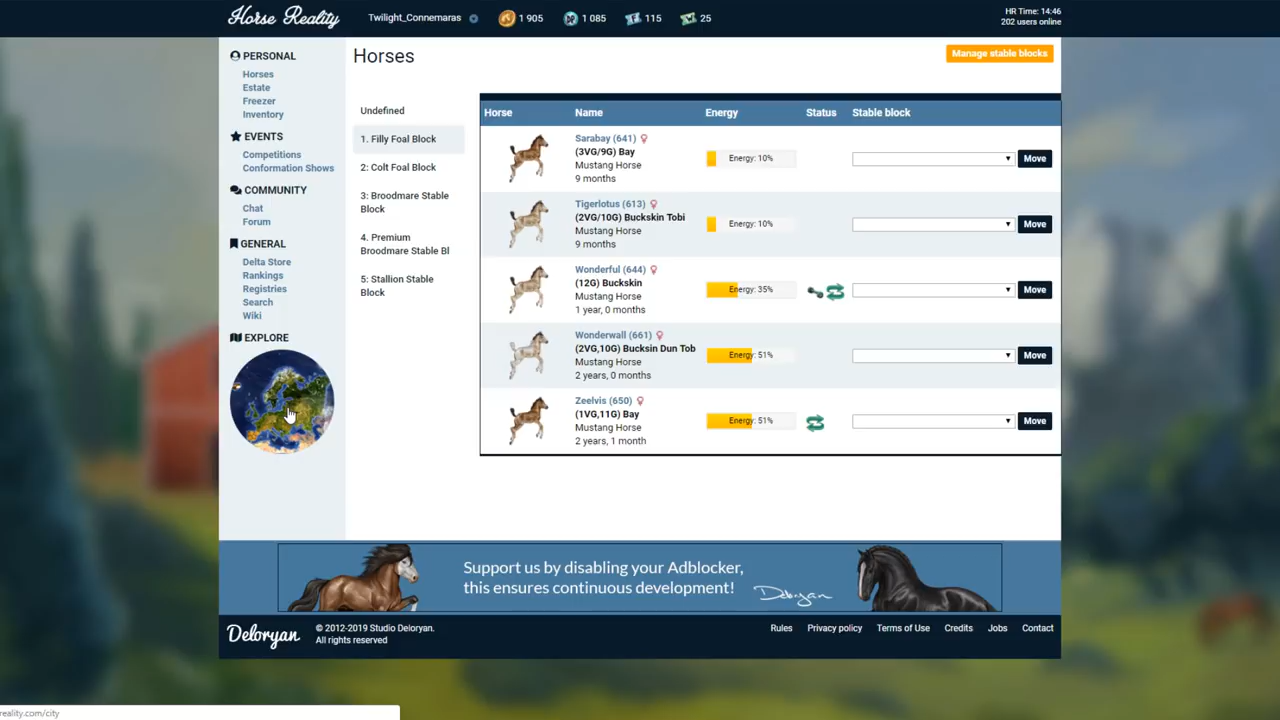 Horse Reality
Twilight_Connemaras
1 905
1 085
115
25
HR Time: 14:46
202 users online
PERSONAL
Horses
Estate
Freezer
Inventory
EVENTS
Competitions
Conformation Shows
COMMUNITY
Chat
Forum
GENERAL
Delta Store
Rankings
Registries
Search
Wiki
EXPLORE
Horses
Manage stable blocks
Undefined
1. Filly Foal Block
2: Colt Foal Block
3: Broodmare Stable
Block
4. Premium
Broodmare Stable Bl
5: Stallion Stable
Block
Horse
Name
Energy
Status
Stable block
Sarabay (641)
(3VG/9G) Bay
Mustang Horse
9 months
Energy: 10%
Move
Tigerlotus (613)
(2VG/10G) Buckskin Tobi
Mustang Horse
9 months
Energy: 10%
Move
Wonderful (644)
(12G) Buckskin
Mustang Horse
1 year, 0 months
Energy: 35%
Move
Wonderwall (661)
(2VG,10G) Bucksin Dun Tob
Mustang Horse
2 years, 0 months
Energy: 51%
Move
Zeelvis (650)
(1VG,11G) Bay
Mustang Horse
2 years, 1 month
Energy: 51%
Move
Support us by disabling your Adblocker,
this ensures continuous development!
Deloryan
Deloryan
© 2012-2019 Studio Deloryan.
All rights reserved
Rules
Privacy policy
Terms of Use
Credits
Jobs
Contact
reality.com/city